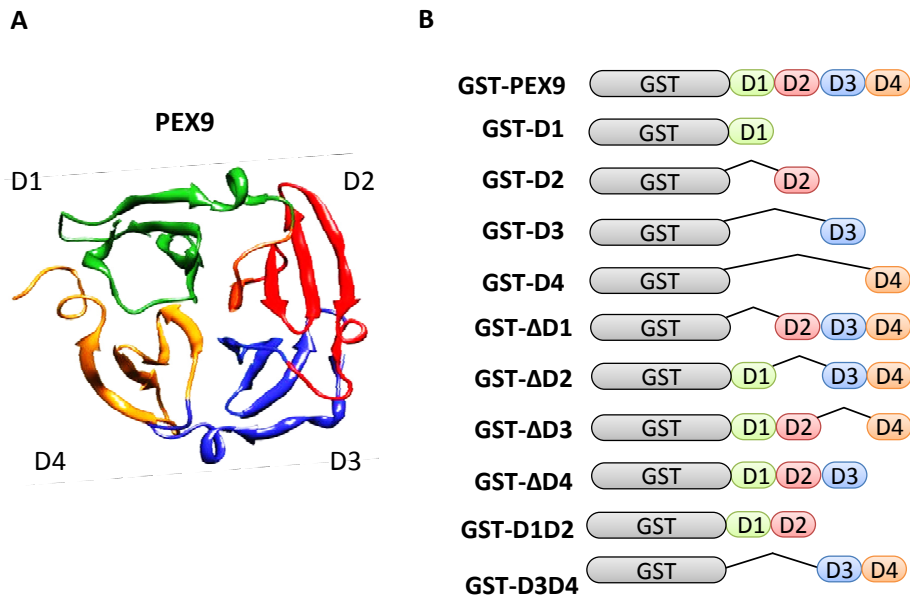 A
PEX9
D1
D2
D4
D3
B
GST-PEX9 GST D1 D2 D3 D4
GST-D1 GST D1
GST-D2 GST D2
GST-D3 GST D3
GST-D4 GST D4
GST-ΔD1 GST D2 D3 D4
GST-ΔD2 GST D1 D3 D4
GST-ΔD3 GST D1 D2 D4
GST-ΔD4 GST D1 D2 D3
GST-D1D2 GST D1 D2
GST-D3D4 GST D3 D4